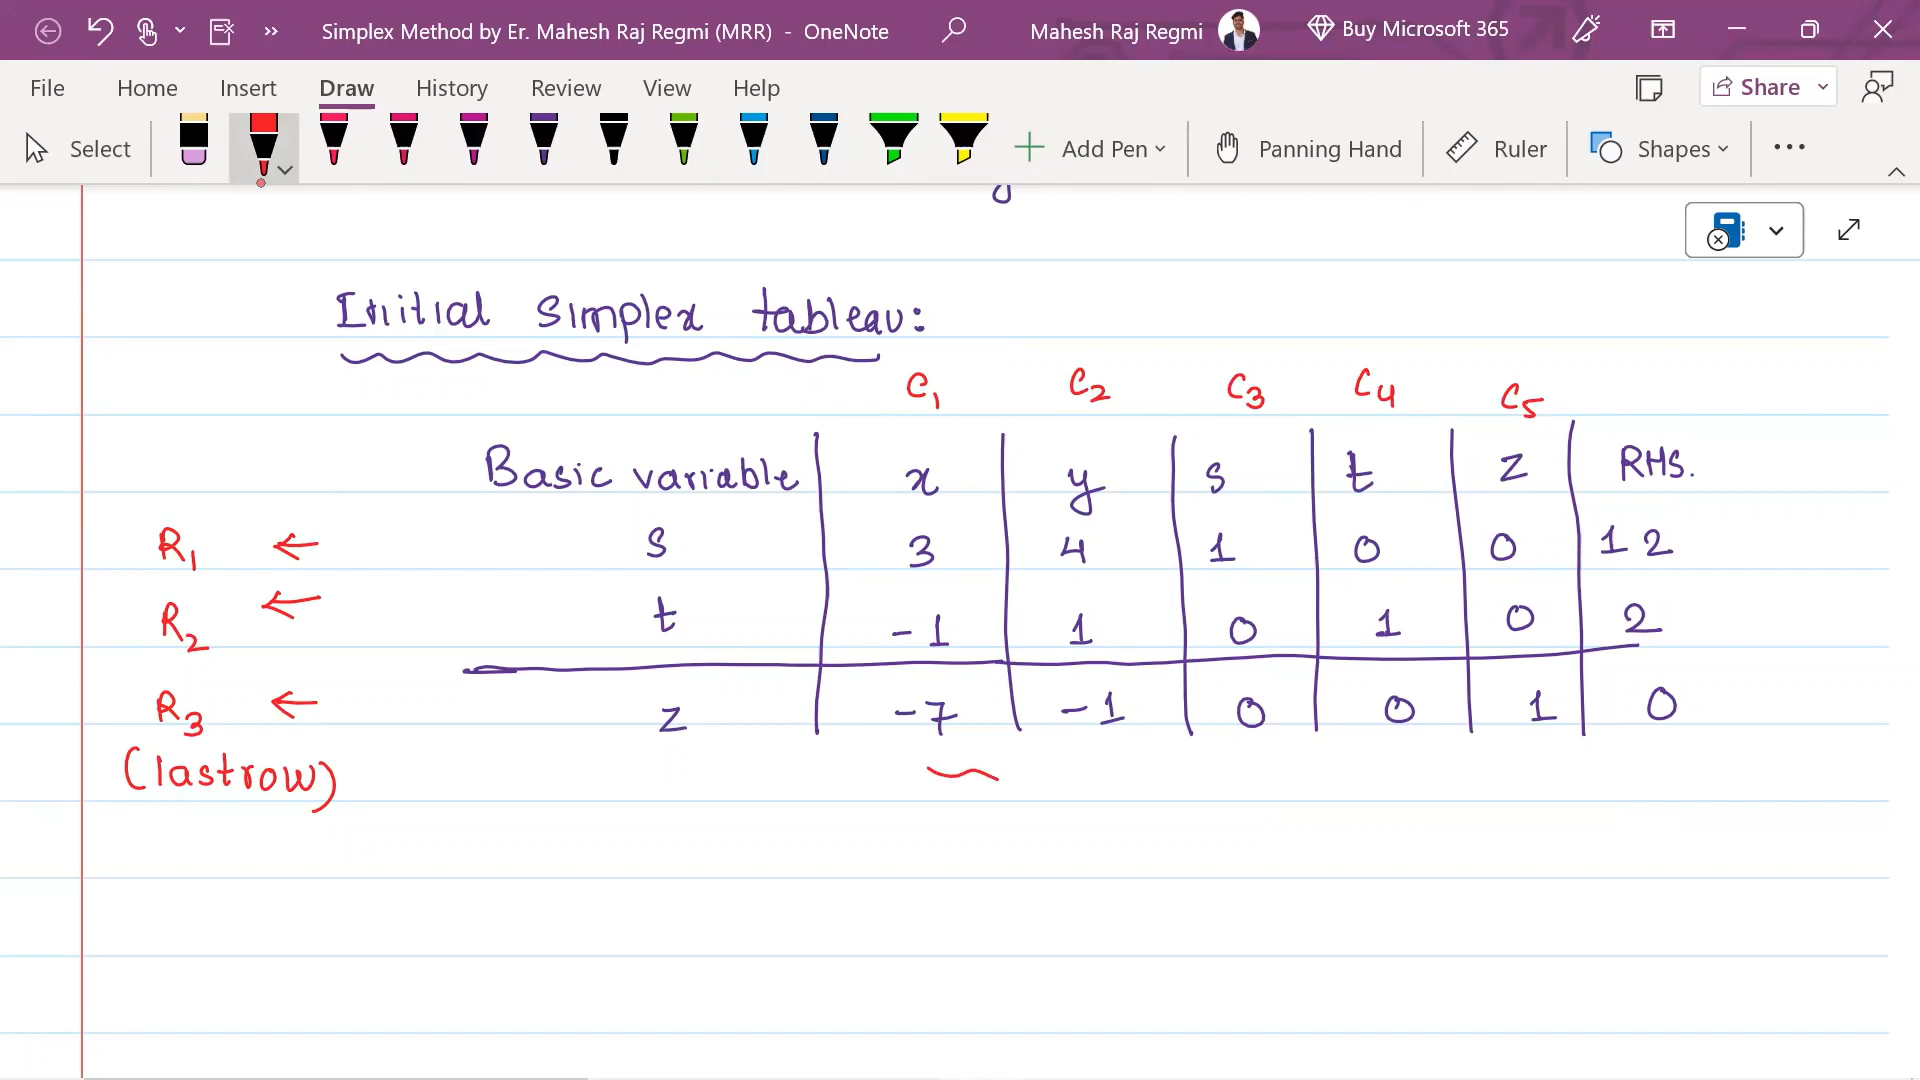 Simplex Method by Er. Mahesh Raj Regmi (MRR) - OneNote
Mahesh Raj Regmi
Buy Microsoft 365
File Home Insert Draw History Review View Help
Share
Select
Add Pen
Panning Hand
Ruler
Shapes
Initial simplex tableau:
C1 C2 C3 C4 C5
Basic variable x y s t z RHS.
R1 ← s 3 4 1 0 0 12
R2 ← t -1 1 0 1 0 2
R3 ← z -7 -1 0 0 1 0
(lastrow)